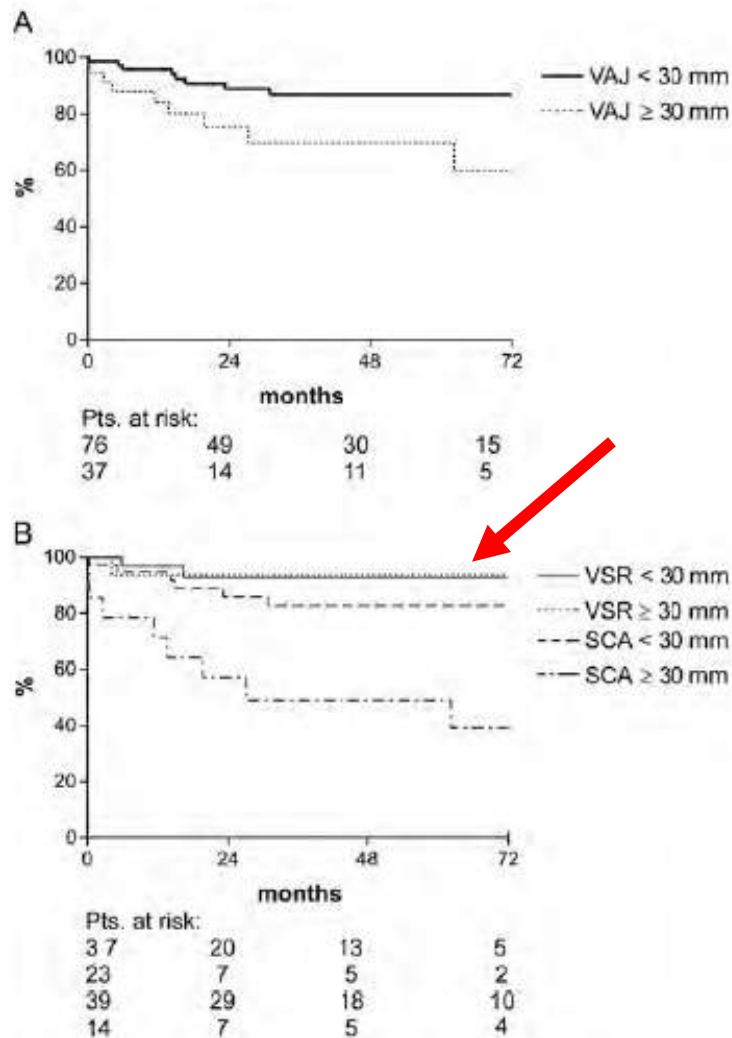 A
100
80
60
40
20
0
%
0 24 48 72
months
VAJ < 30 mm
VAJ ≥ 30 mm
Pts. at risk:
76 49 30 15
37 14 11 5
B
100
80
60
40
20
0
%
0 24 48 72
months
VSR < 30 mm
VSR ≥ 30 mm
SCA < 30 mm
SCA ≥ 30 mm
Pts. at risk:
3 7 20 13 5
23 7 5 2
39 29 18 10
14 7 5 4